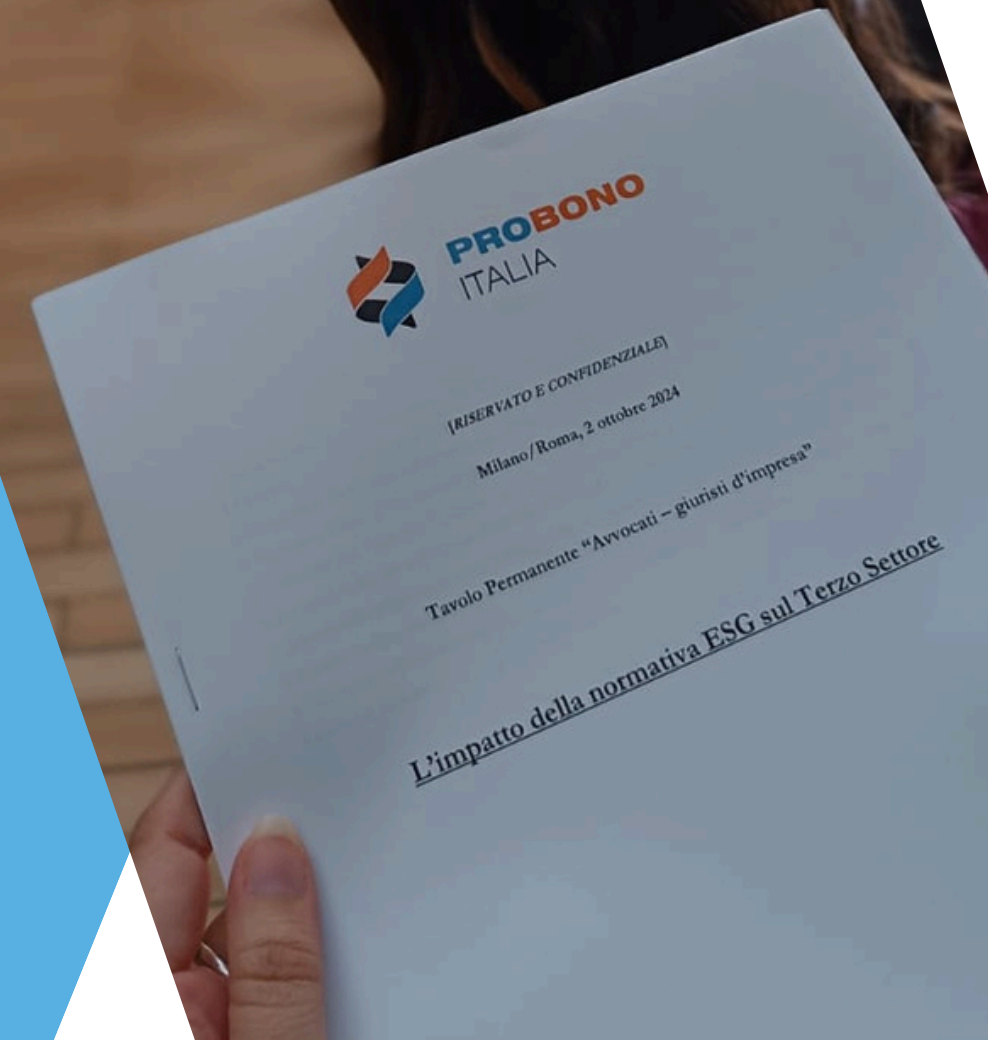 PROBONO
ITALIA
[RISERVATO E CONFIDENZIALE]
Milano/Roma, 2 ottobre 2024
Tavolo Permanente “Avvocati – giuristi d'impresa”
L’impatto della normativa ESG sul Terzo Settore